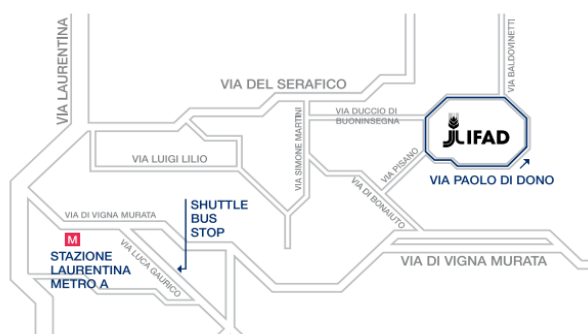 VIA LAURENTINA
VIA DEL SERAFICO
VIA BALDOVINETTI
VIA DUCCIO DI
BUONINSEGNA
VIA SIMONE MARTINI
JLIFAD
VIA LUIGI LILIO
VIA PISANO
VIA PAOLO DI DONO
SHUTTLE
BUS
STOP
VIA DI BONAIUTO
VIA DI VIGNA MURATA
M
STAZIONE
LAURENTINA
METRO A
VIA LUCA GAURICO
VIA DI VIGNA MURATA